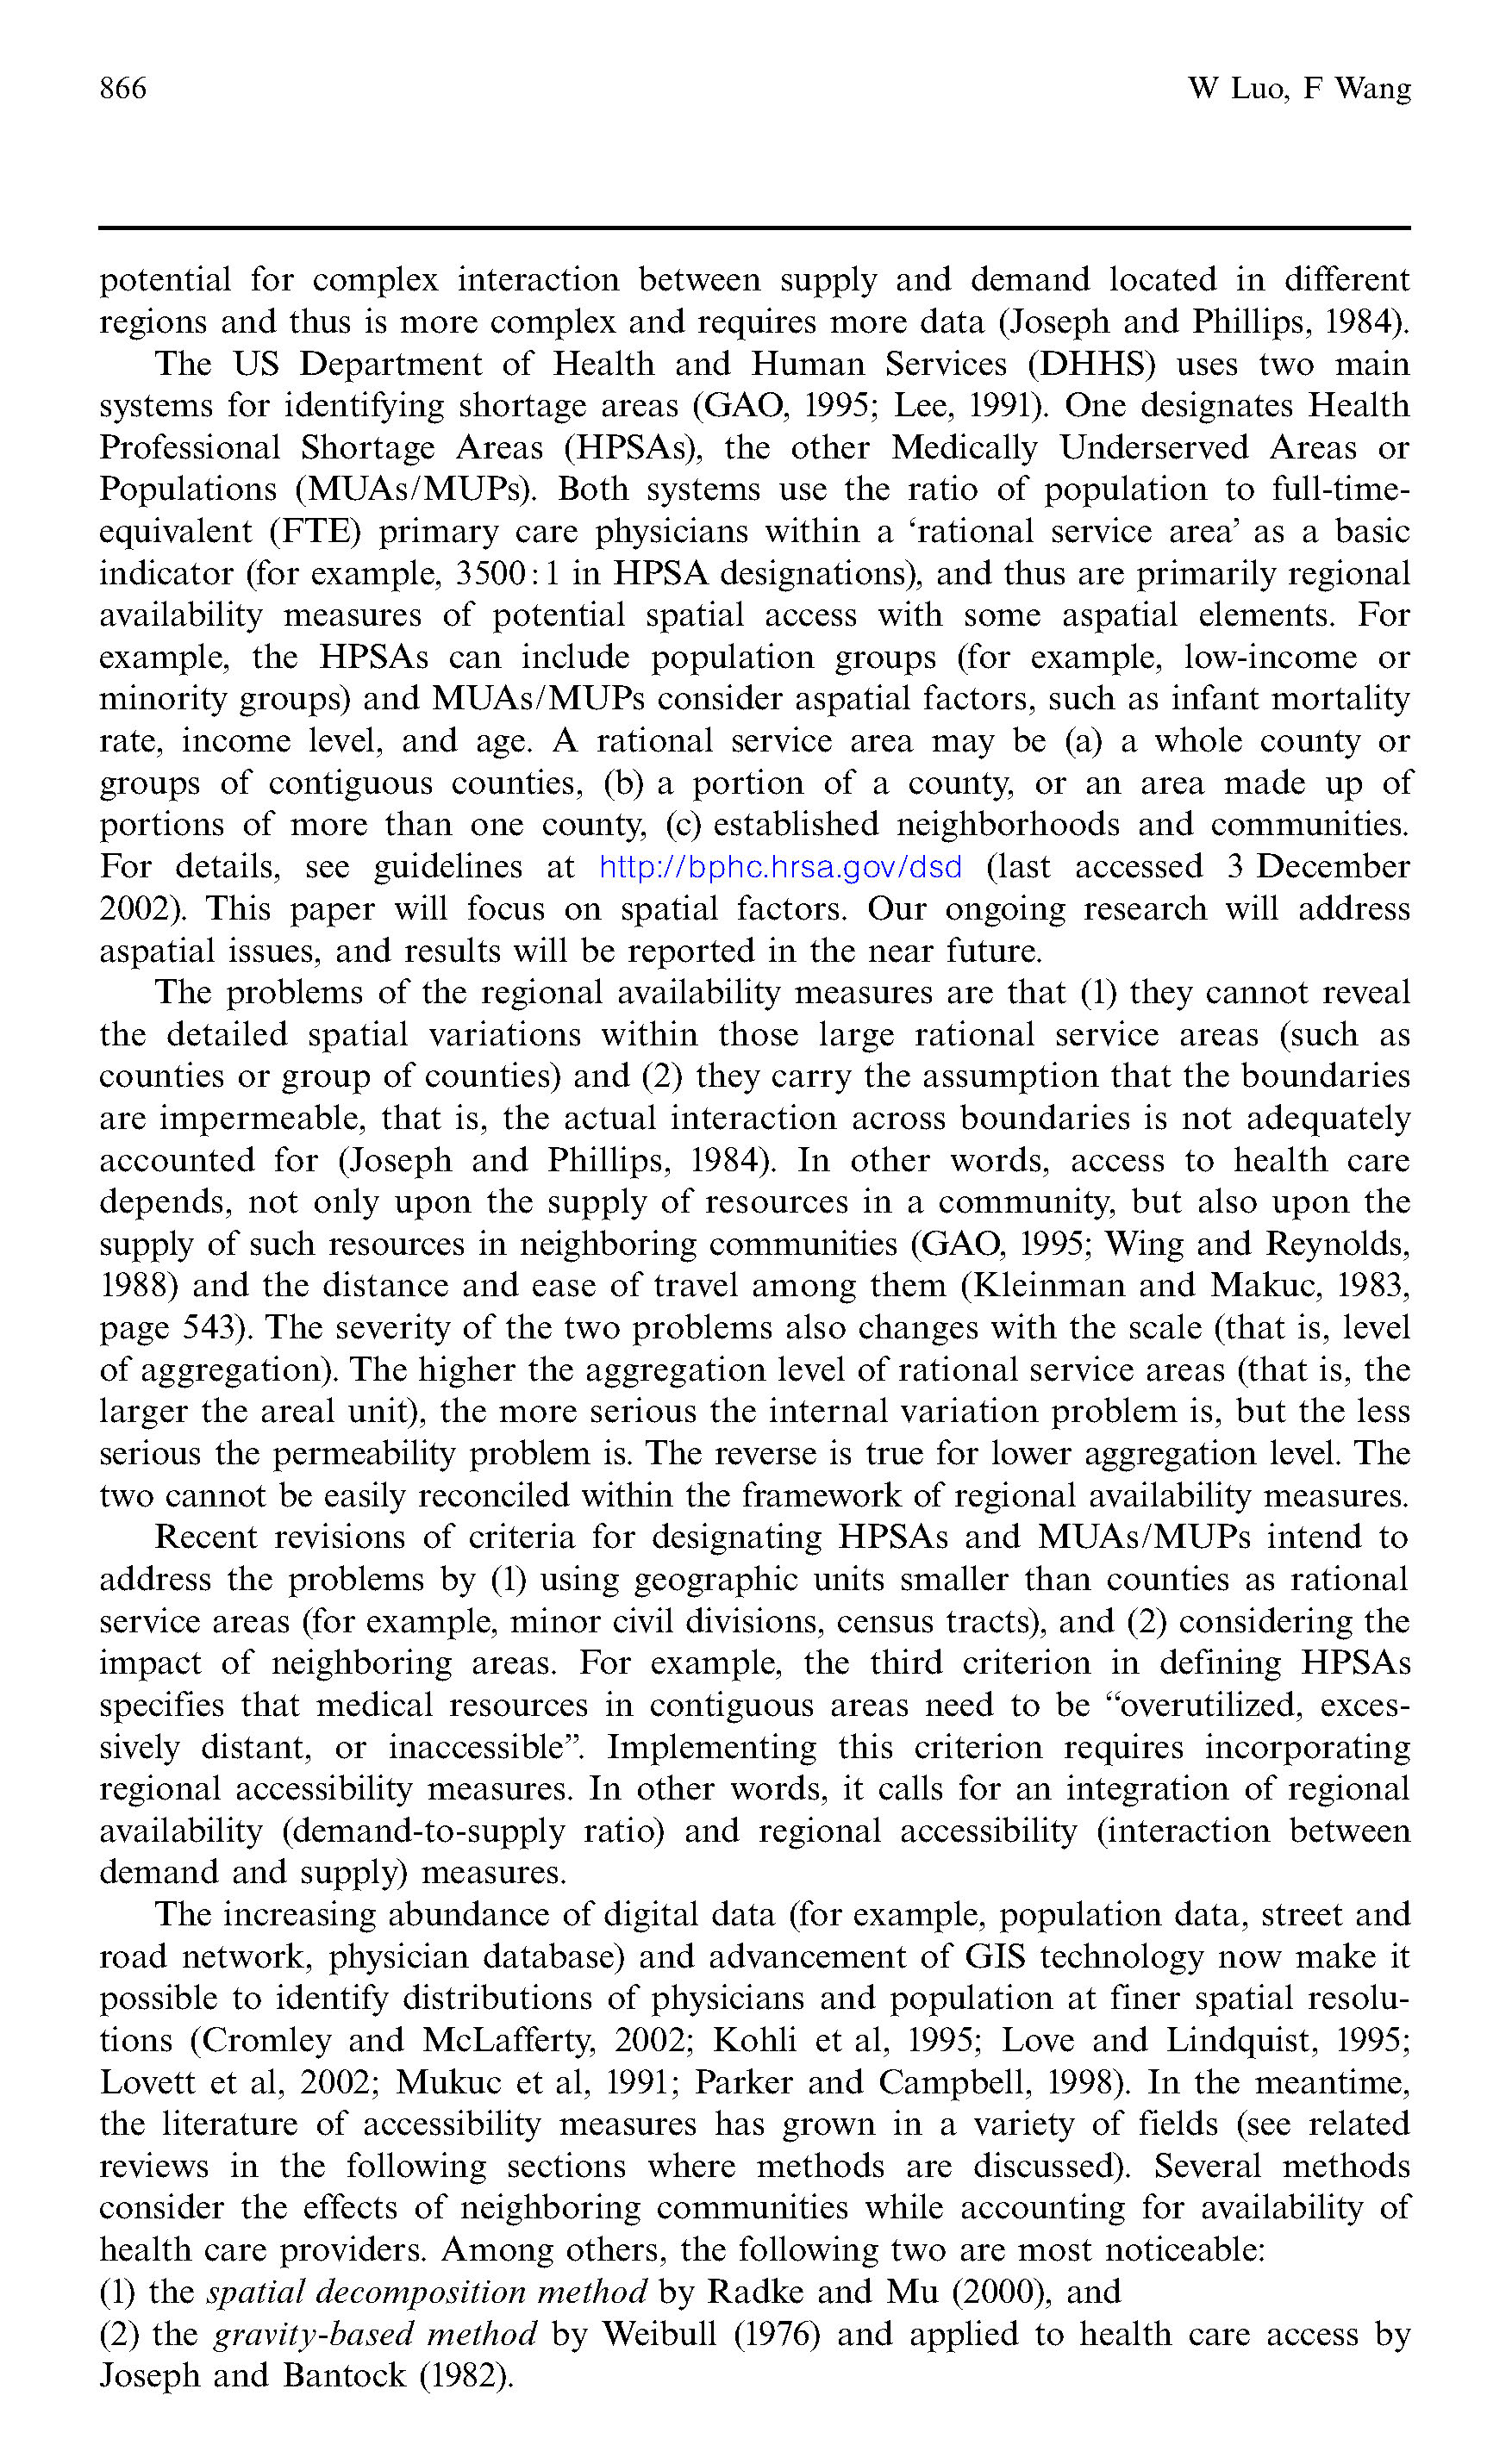 866
W Luo, F Wang
potential for complex interaction between supply and demand located in different
regions and thus is more complex and requires more data (Joseph and Phillips, 1984).
The US Department of Health and Human Services (DHHS) uses two main
systems for identifying shortage areas (GAO, 1995; Lee, 1991). One designates Health
Professional Shortage Areas (HPSAs), the other Medically Underserved Areas or
Populations (MUAs/MUPs). Both systems use the ratio of population to full-time-
equivalent (FTE) primary care physicians within a ‘rational service area’ as a basic
indicator (for example, 3500:1 in HPSA designations), and thus are primarily regional
availability measures of potential spatial access with some aspatial elements. For
example, the HPSAs can include population groups (for example, low-income or
minority groups) and MUAs/MUPs consider aspatial factors, such as infant mortality
rate, income level, and age. A rational service area may be (a) a whole county or
groups of contiguous counties, (b) a portion of a county, or an area made up of
portions of more than one county, (c) established neighborhoods and communities.
For details, see guidelines at http://bphc.hrsa.gov/dsd (last accessed 3 December
2002). This paper will focus on spatial factors. Our ongoing research will address
aspatial issues, and results will be reported in the near future.
The problems of the regional availability measures are that (1) they cannot reveal
the detailed spatial variations within those large rational service areas (such as
counties or group of counties) and (2) they carry the assumption that the boundaries
are impermeable, that is, the actual interaction across boundaries is not adequately
accounted for (Joseph and Phillips, 1984). In other words, access to health care
depends, not only upon the supply of resources in a community, but also upon the
supply of such resources in neighboring communities (GAO, 1995; Wing and Reynolds,
1988) and the distance and ease of travel among them (Kleinman and Makuc, 1983,
page 543). The severity of the two problems also changes with the scale (that is, level
of aggregation). The higher the aggregation level of rational service areas (that is, the
larger the areal unit), the more serious the internal variation problem is, but the less
serious the permeability problem is. The reverse is true for lower aggregation level. The
two cannot be easily reconciled within the framework of regional availability measures.
Recent revisions of criteria for designating HPSAs and MUAs/MUPs intend to
address the problems by (1) using geographic units smaller than counties as rational
service areas (for example, minor civil divisions, census tracts), and (2) considering the
impact of neighboring areas. For example, the third criterion in defining HPSAs
specifies that medical resources in contiguous areas need to be “overutilized, exces-
sively distant, or inaccessible”. Implementing this criterion requires incorporating
regional accessibility measures. In other words, it calls for an integration of regional
availability (demand-to-supply ratio) and regional accessibility (interaction between
demand and supply) measures.
The increasing abundance of digital data (for example, population data, street and
road network, physician database) and advancement of GIS technology now make it
possible to identify distributions of physicians and population at finer spatial resolu-
tions (Cromley and McLafferty, 2002; Kohli et al, 1995; Love and Lindquist, 1995;
Lovett et al, 2002; Mukuc et al, 1991; Parker and Campbell, 1998). In the meantime,
the literature of accessibility measures has grown in a variety of fields (see related
reviews in the following sections where methods are discussed). Several methods
consider the effects of neighboring communities while accounting for availability of
health care providers. Among others, the following two are most noticeable:
(1) the spatial decomposition method by Radke and Mu (2000), and
(2) the gravity-based method by Weibull (1976) and applied to health care access by
Joseph and Bantock (1982).